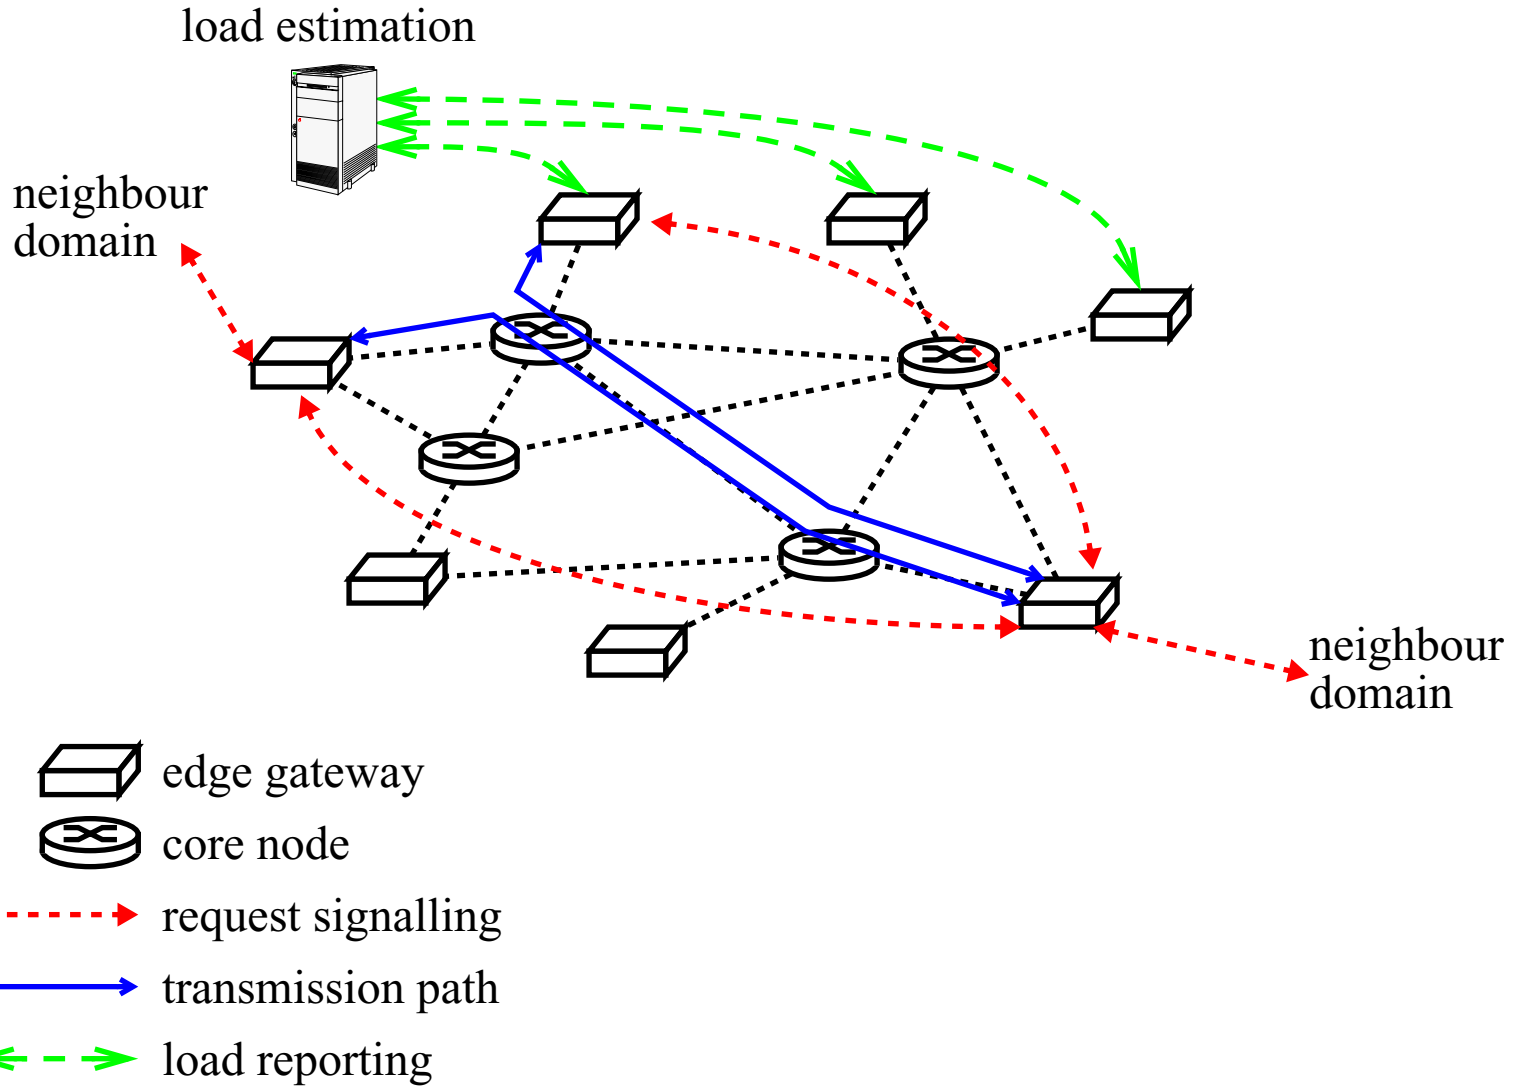 load estimation
neighbour
domain
neighbour
domain
edge gateway
core node
request signalling
transmission path
load reporting